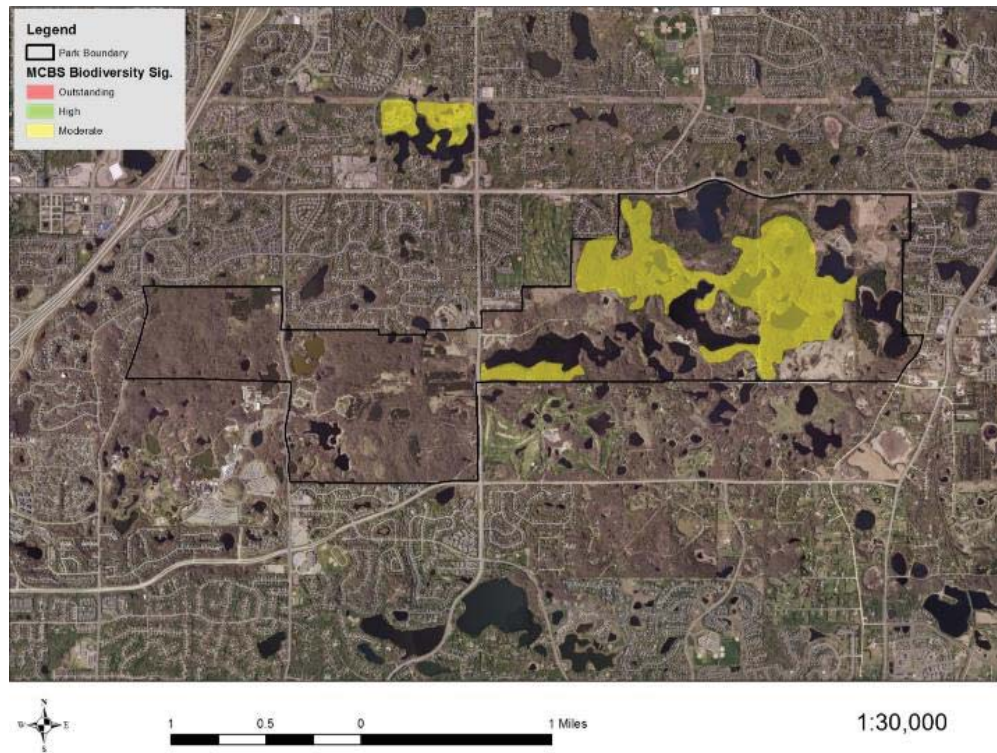 Legend
Park Boundary
MCBS Biodiversity Sig.
Outstanding
High
Moderate
N
W E
S
1 0.5 0 1 Miles
1:30,000